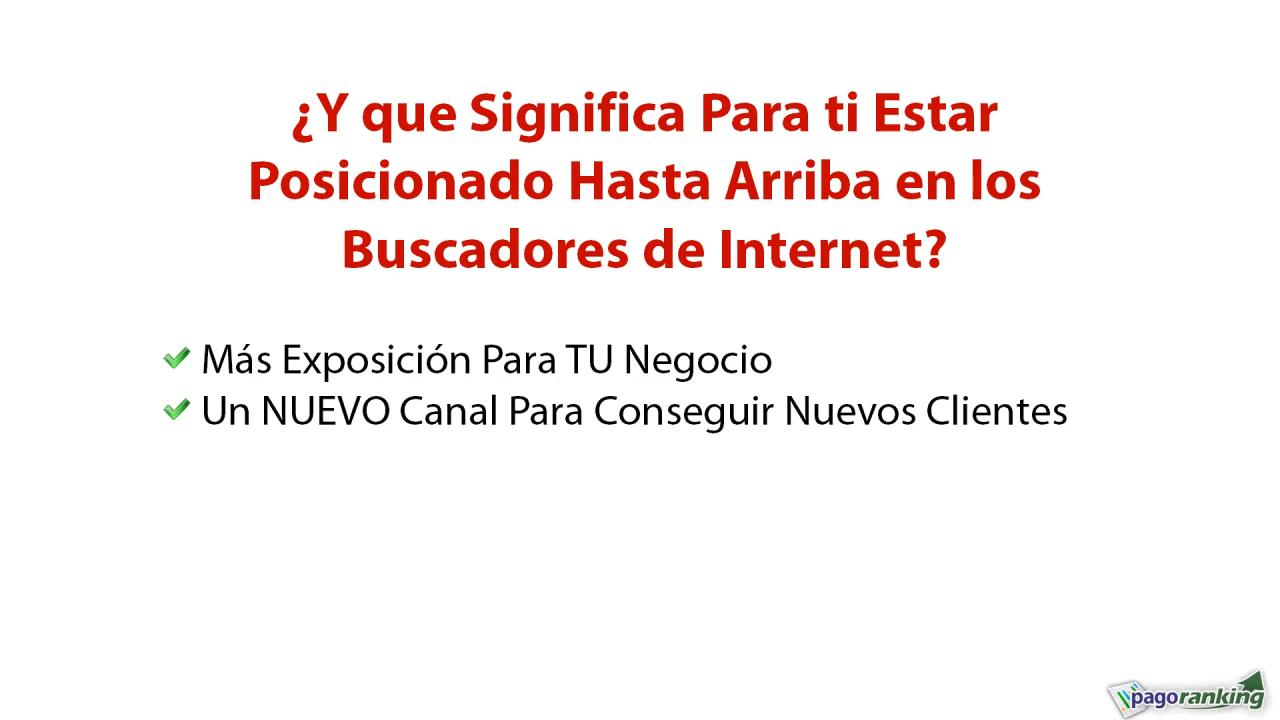 ¿Y que Significa Para ti Estar
Posicionado Hasta Arriba en los
Buscadores de Internet?
Más Exposición Para TU Negocio
Un NUEVO Canal Para Conseguir Nuevos Clientes
pagoranking